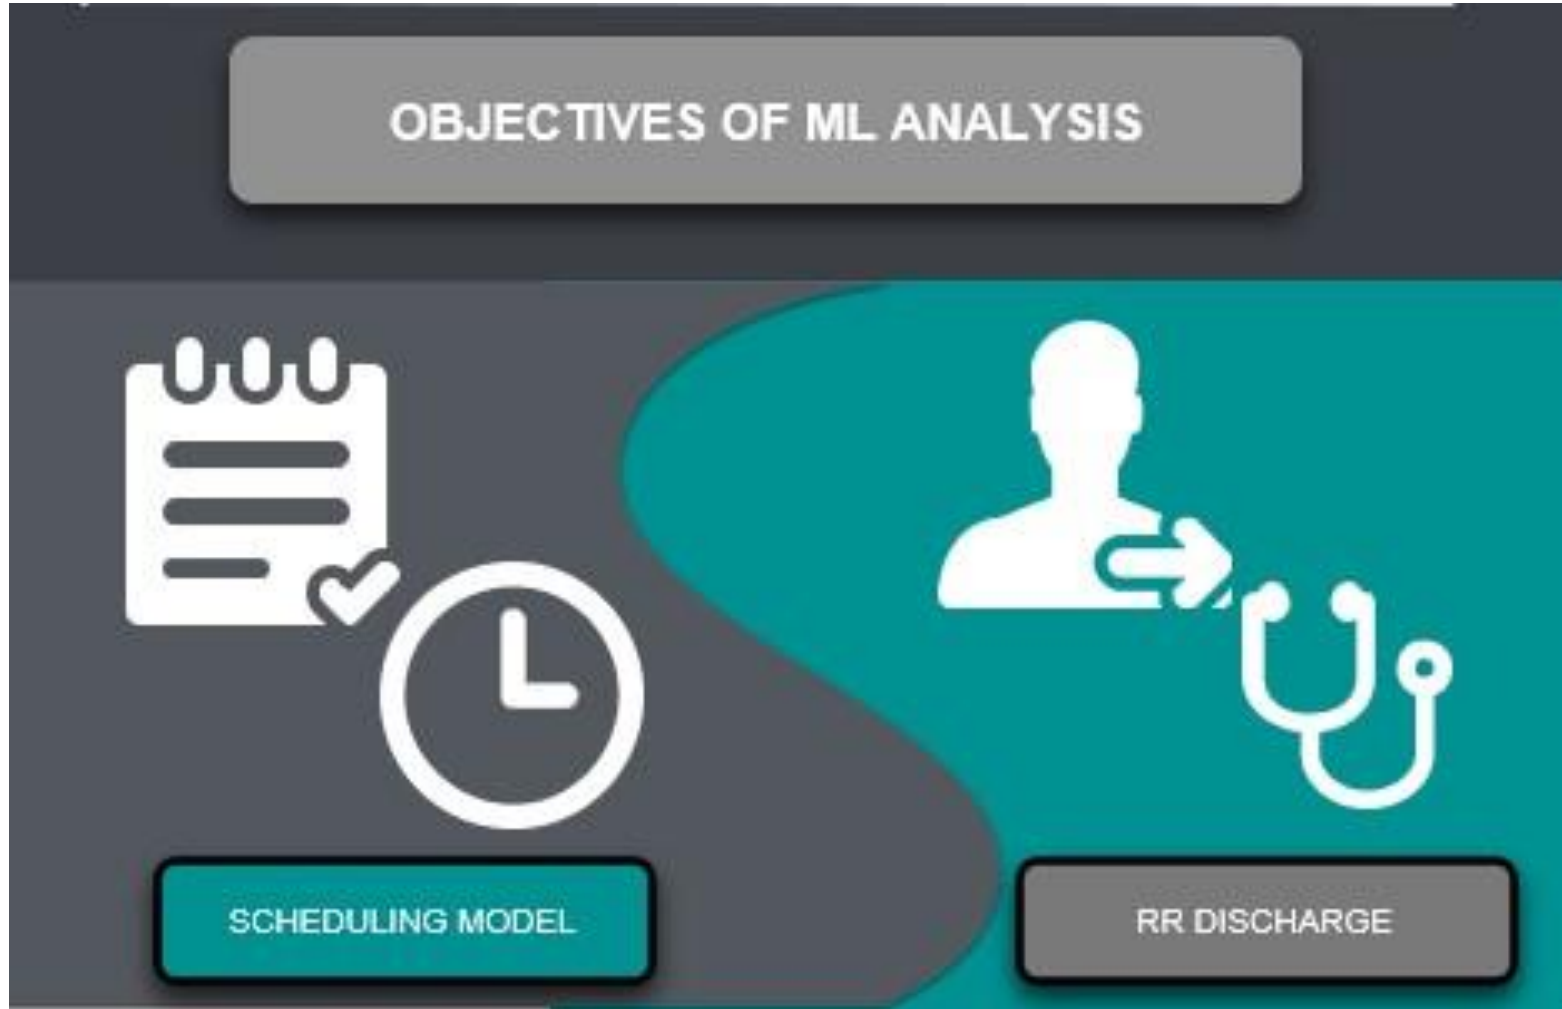 OBJECTIVES OF ML ANALYSIS
SCHEDULING MODEL
RR DISCHARGE